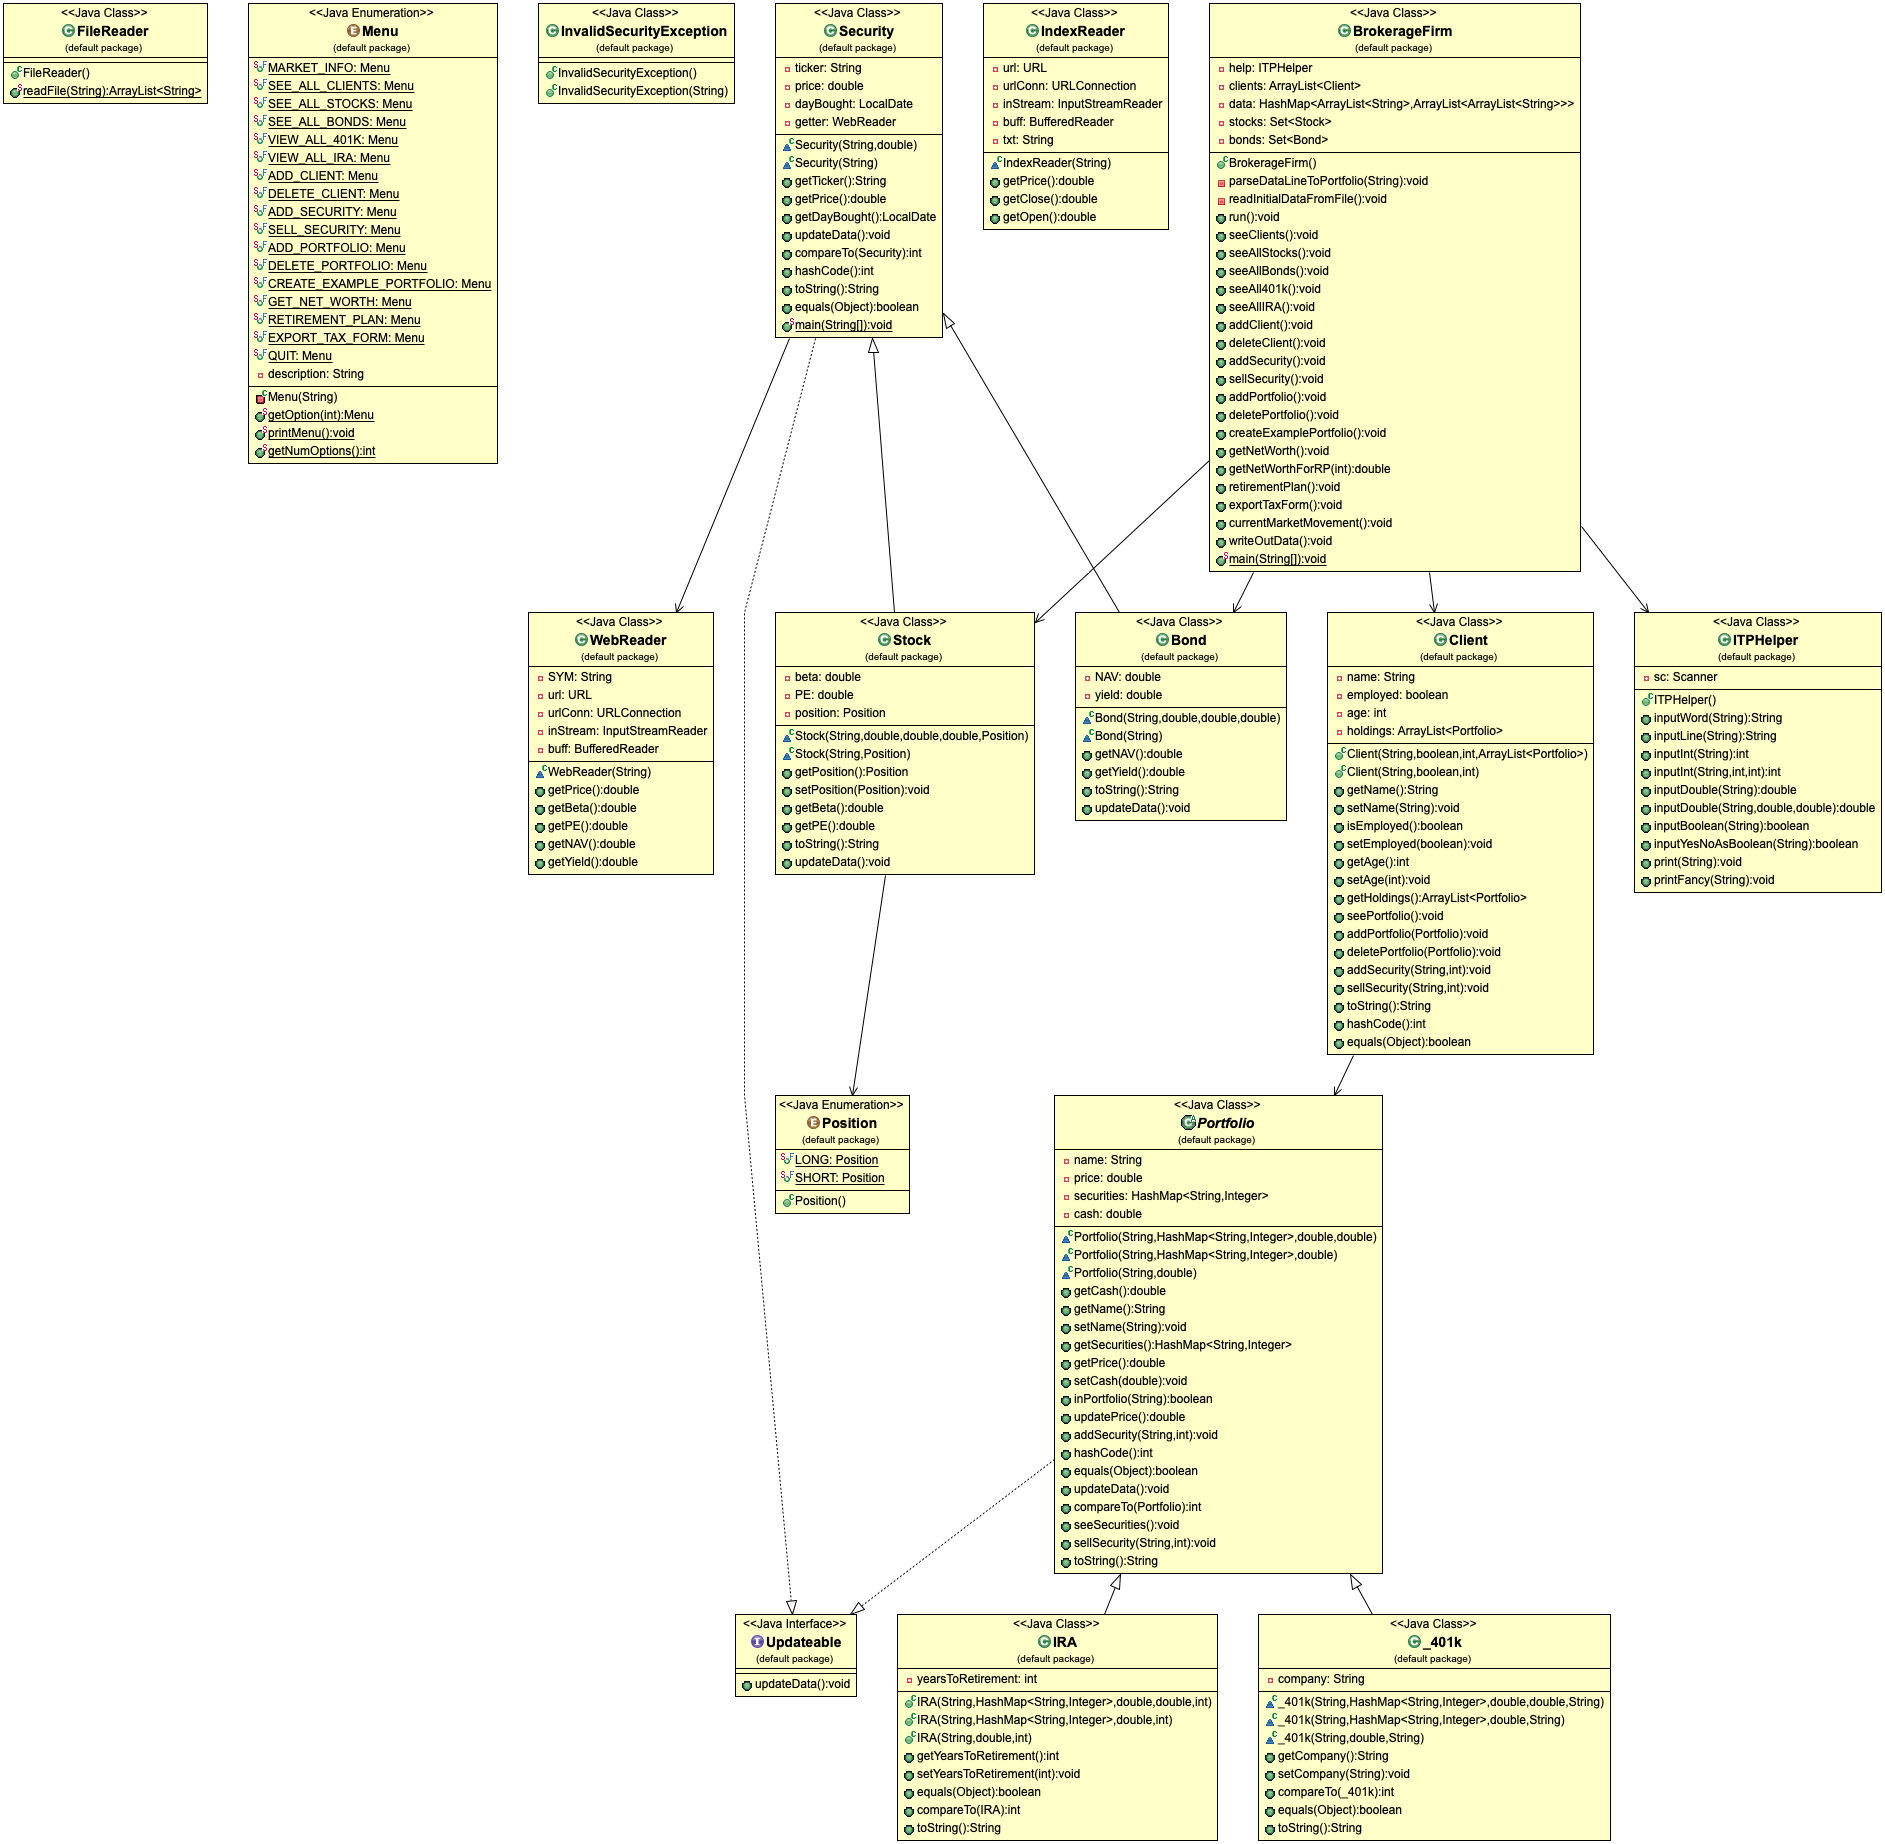 <<Java Class>>
FileReader
(default package)
FileReader()
readFile(String):ArrayList<String>
<<Java Enumeration>>
Menu
(default package)
MARKET_INFO: Menu
SEE_ALL_CLIENTS: Menu
SEE_ALL_STOCKS: Menu
SEE_ALL_BONDS: Menu
VIEW_ALL_401K: Menu
VIEW_ALL_IRA: Menu
ADD_CLIENT: Menu
DELETE_CLIENT: Menu
ADD_SECURITY: Menu
SELL_SECURITY: Menu
ADD_PORTFOLIO: Menu
DELETE_PORTFOLIO: Menu
CREATE_EXAMPLE_PORTFOLIO: Menu
GET_NET_WORTH: Menu
RETIREMENT_PLAN: Menu
EXPORT_TAX_FORM: Menu
QUIT: Menu
description: String
Menu(String)
getOption(int):Menu
printMenu():void
getNumOptions():int
<<Java Class>>
InvalidSecurityException
(default package)
InvalidSecurityException()
InvalidSecurityException(String)
<<Java Class>>
Security
(default package)
ticker: String
price: double
dayBought: LocalDate
getter: WebReader
Security(String,double)
Security(String)
getTicker():String
getPrice():double
getDayBought():LocalDate
updateData():void
compareTo(Security):int
hashCode():int
toString():String
equals(Object):boolean
main(String[]):void
<<Java Class>>
IndexReader
(default package)
url: URL
urlConn: URLConnection
inStream: InputStreamReader
buff: BufferedReader
txt: String
IndexReader(String)
getPrice():double
getClose():double
getOpen():double
<<Java Class>>
BrokerageFirm
(default package)
help: ITPHelper
clients: ArrayList<Client>
data: HashMap<ArrayList<String>,ArrayList<ArrayList<String>>>
stocks: Set<Stock>
bonds: Set<Bond>
BrokerageFirm()
parseDataLineToPortfolio(String):void
readInitialDataFromFile():void
run():void
seeClients():void
seeAllStocks():void
seeAllBonds():void
seeAll401k():void
seeAllIRA():void
addClient():void
deleteClient():void
addSecurity():void
sellSecurity():void
addPortfolio():void
deletePortfolio():void
createExamplePortfolio():void
getNetWorth():void
getNetWorthForRP(int):double
retirementPlan():void
exportTaxForm():void
currentMarketMovement():void
writeOutData():void
main(String[]):void
<<Java Class>>
WebReader
(default package)
SYM: String
url: URL
urlConn: URLConnection
inStream: InputStreamReader
buff: BufferedReader
WebReader(String)
getPrice():double
getBeta():double
getPE():double
getNAV():double
getYield():double
<<Java Class>>
Stock
(default package)
beta: double
PE: double
position: Position
Stock(String,double,double,double,Position)
Stock(String,Position)
getPosition():Position
setPosition(Position):void
getBeta():double
getPE():double
toString():String
updateData():void
<<Java Class>>
Bond
(default package)
NAV: double
yield: double
Bond(String,double,double,double)
Bond(String)
getNAV():double
getYield():double
toString():String
updateData():void
<<Java Class>>
Client
(default package)
name: String
employed: boolean
age: int
holdings: ArrayList<Portfolio>
Client(String,boolean,int,ArrayList<Portfolio>)
Client(String,boolean,int)
getName():String
setName(String):void
isEmployed():boolean
setEmployed(boolean):void
getAge():int
setAge(int):void
getHoldings():ArrayList<Portfolio>
seePortfolio():void
addPortfolio(Portfolio):void
deletePortfolio(Portfolio):void
addSecurity(String,int):void
sellSecurity(String,int):void
toString():String
hashCode():int
equals(Object):boolean
<<Java Class>>
ITPHelper
(default package)
sc: Scanner
ITPHelper()
inputWord(String):String
inputLine(String):String
inputInt(String):int
inputInt(String,int,int):int
inputDouble(String):double
inputDouble(String,double,double):double
inputBoolean(String):boolean
inputYesNoAsBoolean(String):boolean
print(String):void
printFancy(String):void
<<Java Enumeration>>
Position
(default package)
LONG: Position
SHORT: Position
Position()
<<Java Class>>
Portfolio
(default package)
name: String
price: double
securities: HashMap<String,Integer>
cash: double
Portfolio(String,HashMap<String,Integer>,double,double)
Portfolio(String,HashMap<String,Integer>,double)
Portfolio(String,double)
getCash():double
getName():String
setName(String):void
getSecurities():HashMap<String,Integer>
getPrice():double
setCash(double):void
inPortfolio(String):boolean
updatePrice():double
addSecurity(String,int):void
hashCode():int
equals(Object):boolean
updateData():void
compareTo(Portfolio):int
seeSecurities():void
sellSecurity(String,int):void
toString():String
<<Java Interface>>
Updateable
(default package)
updateData():void
<<Java Class>>
IRA
(default package)
yearsToRetirement: int
IRA(String,HashMap<String,Integer>,double,double,int)
IRA(String,HashMap<String,Integer>,double,int)
IRA(String,double,int)
getYearsToRetirement():int
setYearsToRetirement(int):void
equals(Object):boolean
compareTo(IRA):int
toString():String
<<Java Class>>
_401k
(default package)
company: String
_401k(String,HashMap<String,Integer>,double,double,String)
_401k(String,HashMap<String,Integer>,double,String)
_401k(String,double,String)
getCompany():String
setCompany(String):void
compareTo(_401k):int
equals(Object):boolean
toString():String